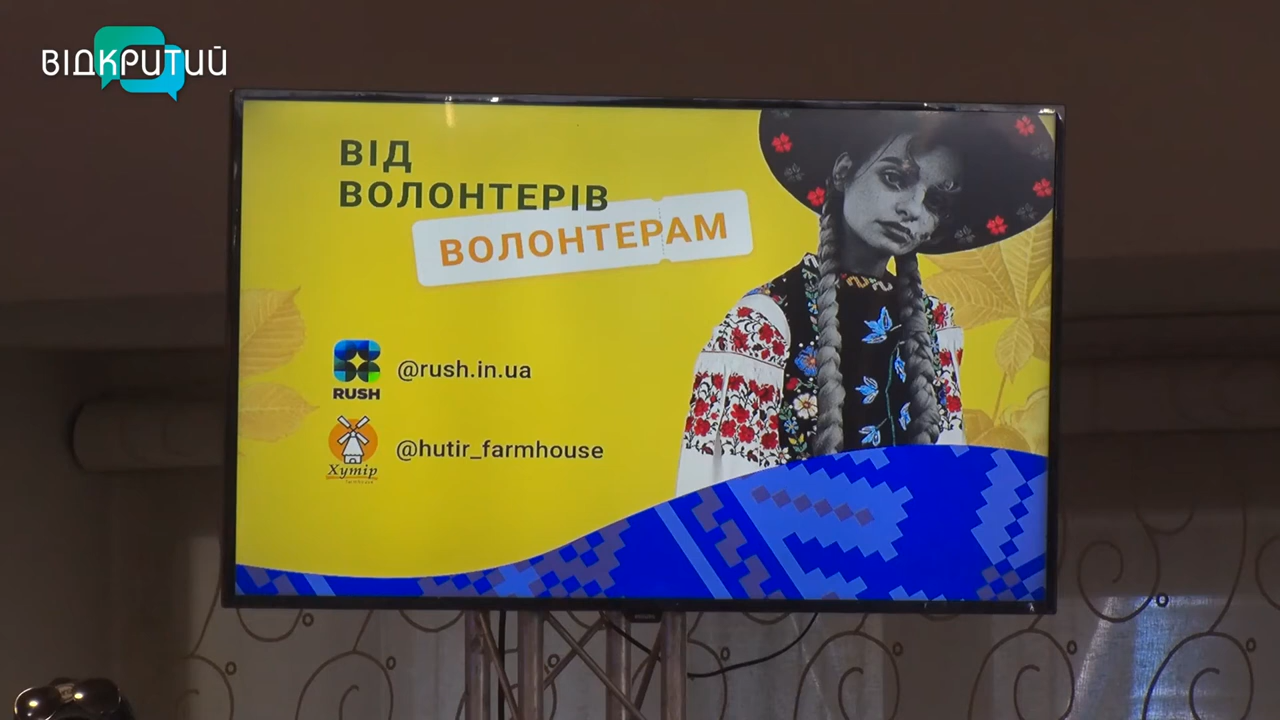 ВІДКРИТИЙ
ВІД
ВОЛОНТЕРІВ
ВОЛОНТЕРАМ
RUSH
@rush.in.ua
Хутір
@hutir_farmhouse